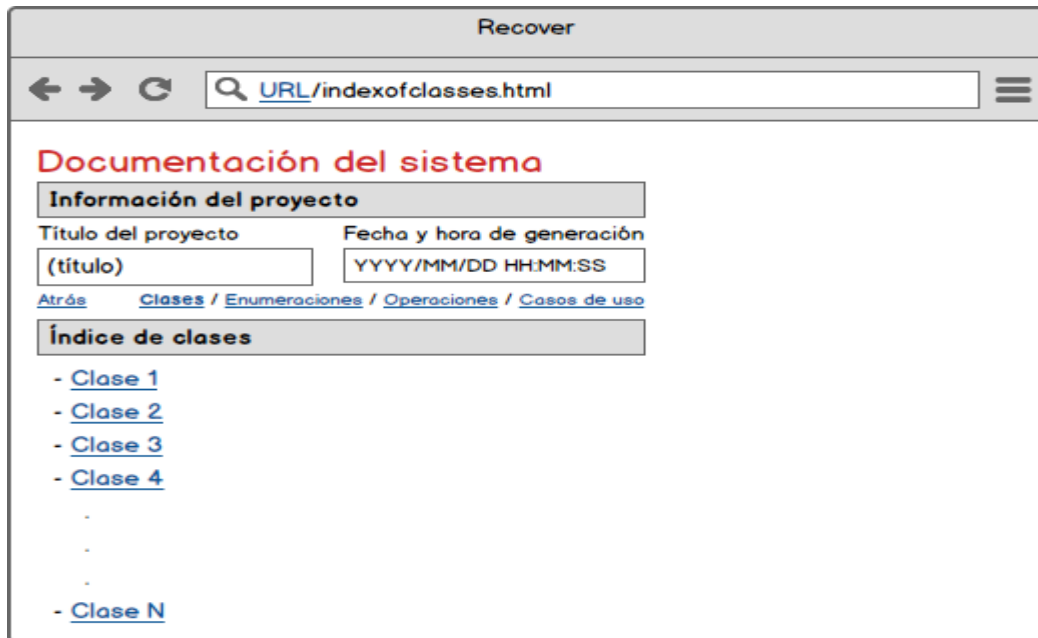 Recover
URL/indexofclasses.html
Documentación del sistema
Información del proyecto
Título del proyecto Fecha y hora de generación
(título) YYYY/MM/DD HH:MM:SS
Atrás Clases / Enumeraciones / Operaciones / Casos de uso
Índice de clases
- Clase 1
- Clase 2
- Clase 3
- Clase 4
.
.
.
- Clase N